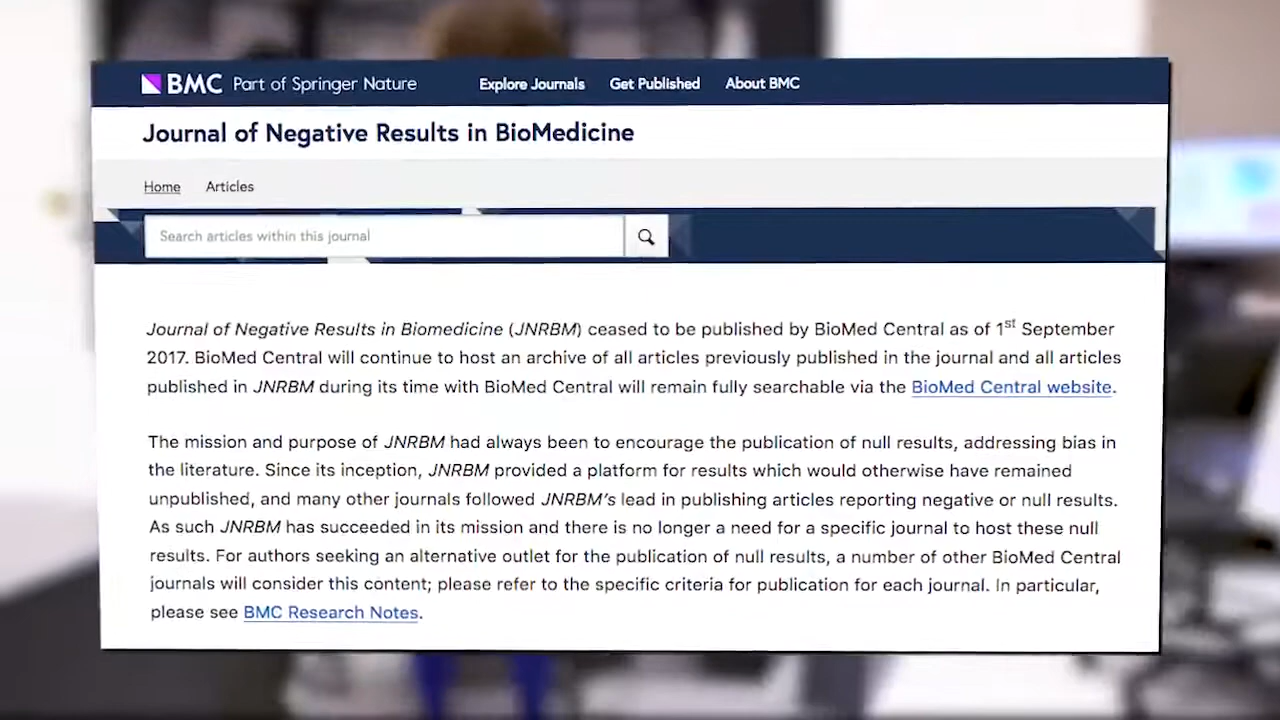 BMC Part of Springer Nature Explore Journals Get Published About BMC
Journal of Negative Results in BioMedicine
Home Articles
Search articles within this journal
Journal of Negative Results in Biomedicine (JNRBM) ceased to be published by BioMed Central as of 1st September
2017. BioMed Central will continue to host an archive of all articles previously published in the journal and all articles
published in JNRBM during its time with BioMed Central will remain fully searchable via the BioMed Central website.
The mission and purpose of JNRBM had always been to encourage the publication of null results, addressing bias in
the literature. Since its inception, JNRBM provided a platform for results which would otherwise have remained
unpublished, and many other journals followed JNRBM's lead in publishing articles reporting negative or null results.
As such JNRBM has succeeded in its mission and there is no longer a need for a specific journal to host these null
results. For authors seeking an alternative outlet for the publication of null results, a number of other BioMed Central
journals will consider this content; please refer to the specific criteria for publication for each journal. In particular,
please see BMC Research Notes.